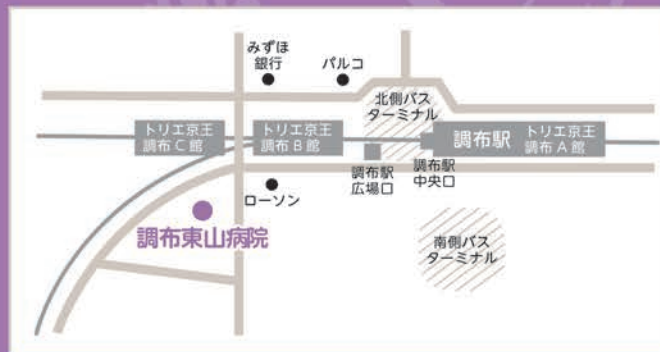 みずほ
銀行
パルコ
北側バス
ターミナル
トリエ京王
調布C館
トリエ京王
調布B館
調布駅
トリエ京王
調布A館
調布駅
広場口
調布駅
中央口
ローソン
調布東山病院
南側バス
ターミナル